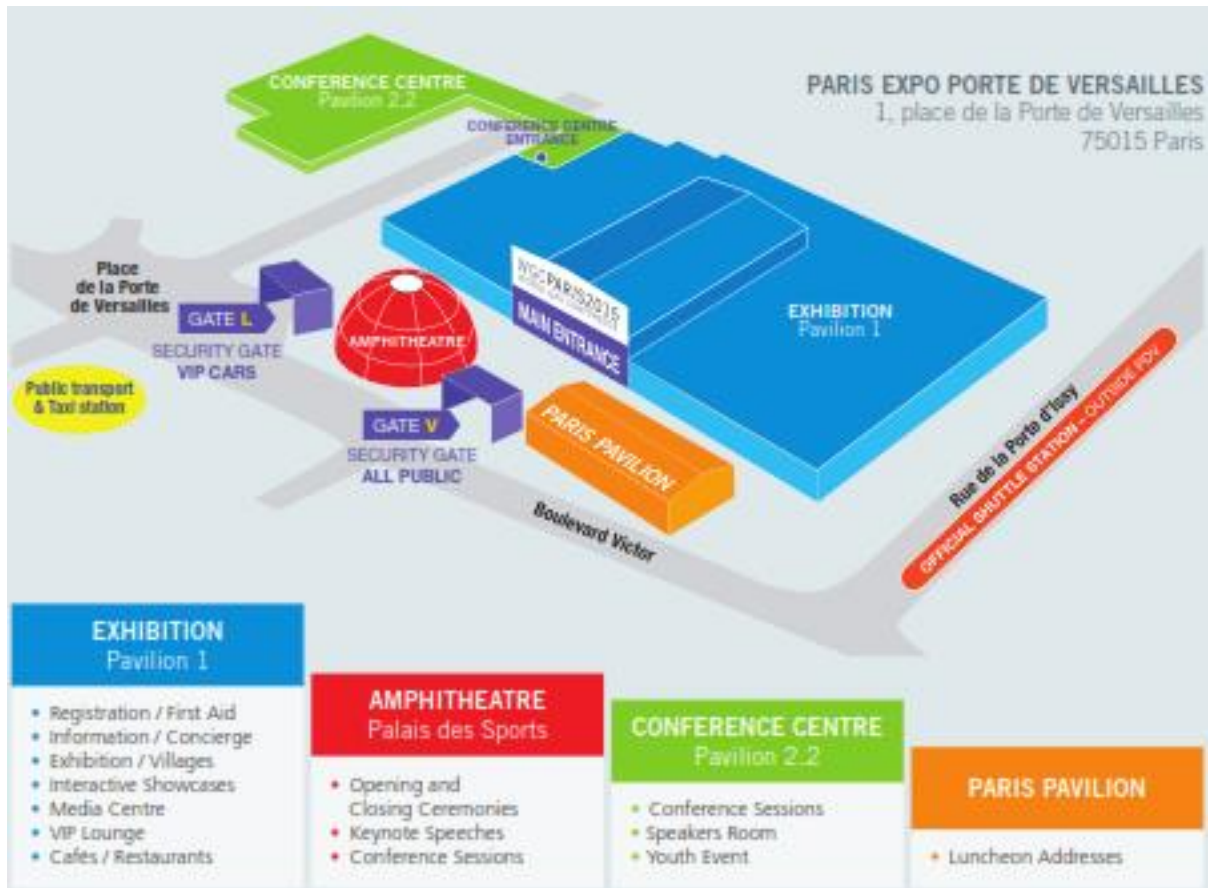 CONFERENCE CENTRE
Pavilion 2.2
PARIS EXPO PORTE DE VERSAILLES
1, place de la Porte de Versailles
75015 Paris
CONFERENCE CENTRE
ENTRANCE
Place
de la Porte
de Versailles
GATE L
SECURITY GATE
VIP CARS
AMPHITHEATRE
WGCPARIS2015
MAIN ENTRANCE
EXHIBITION
Pavilion 1
Public transport
& Taxi station
GATE V
SECURITY GATE
ALL PUBLIC
PARIS PAVILION
Boulevard Victor
Rue de la Porte d'Issy
OFFICIAL SHUTTLE STATION - OUTSIDE PDV
EXHIBITION
Pavilion 1
• Registration / First Aid
• Information / Concierge
• Exhibition / Villages
• Interactive Showcases
• Media Centre
• VIP Lounge
• Cafés / Restaurants
AMPHITHEATRE
Palais des Sports
• Opening and
Closing Ceremonies
• Keynote Speeches
• Conference Sessions
CONFERENCE CENTRE
Pavilion 2.2
• Conference Sessions
• Speakers Room
• Youth Event
PARIS PAVILION
• Luncheon Addresses